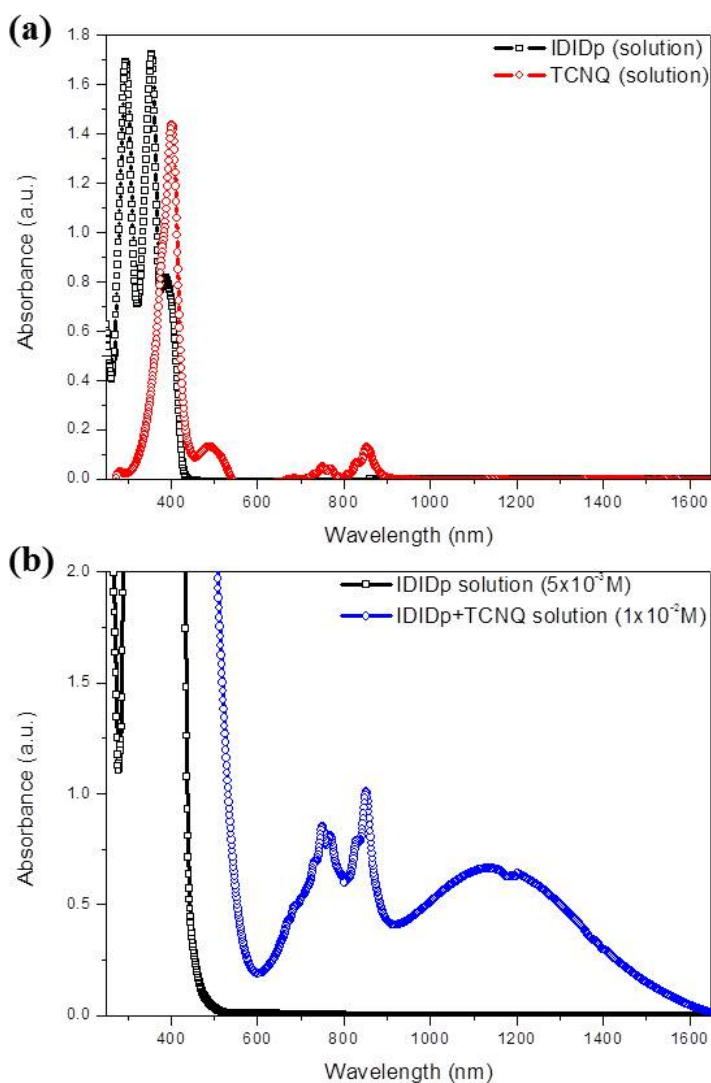 (a)
IDIDp (solution)
TCNQ (solution)
Absorbance (a.u.)
1.8
1.6
1.4
1.2
1.0
0.8
0.6
0.4
0.2
0.0
400 600 800 1000 1200 1400 1600
Wavelength (nm)
(b)
IDIDp solution (5x10⁻³M)
IDIDp+TCNQ solution (1x10⁻²M)
Absorbance (a.u.)
2.0
1.5
1.0
0.5
0.0
400 600 800 1000 1200 1400 1600
Wavelength (nm)